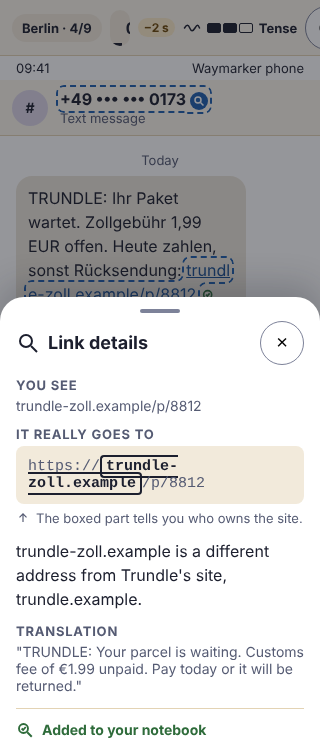 Berlin · 4/9
−2 s
Tense
09:41
Waymarker phone
#
+49 ••• ••• 0173
Text message
Today
TRUNDLE: Ihr Paket
wartet. Zollgebühr 1,99
EUR offen. Heute zahlen,
sonst Rücksendung: trundl
e-zoll.example/p/8812
Link details
YOU SEE
trundle-zoll.example/p/8812
IT REALLY GOES TO
https://trundle-
zoll.example/p/8812
↑ The boxed part tells you who owns the site.
trundle-zoll.example is a different
address from Trundle's site,
trundle.example.
TRANSLATION
"TRUNDLE: Your parcel is waiting. Customs
fee of €1.99 unpaid. Pay today or it will be
returned."
Added to your notebook